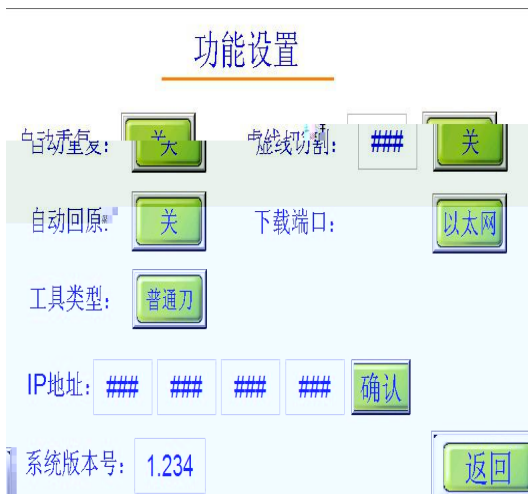 功能设置
自动重复: 关 虚线切割: ### 关
自动回原: 关 下载端口: 以太网
工具类型: 普通刀
IP地址: ### ### ### ### 确认
系统版本号: 1.234 返回